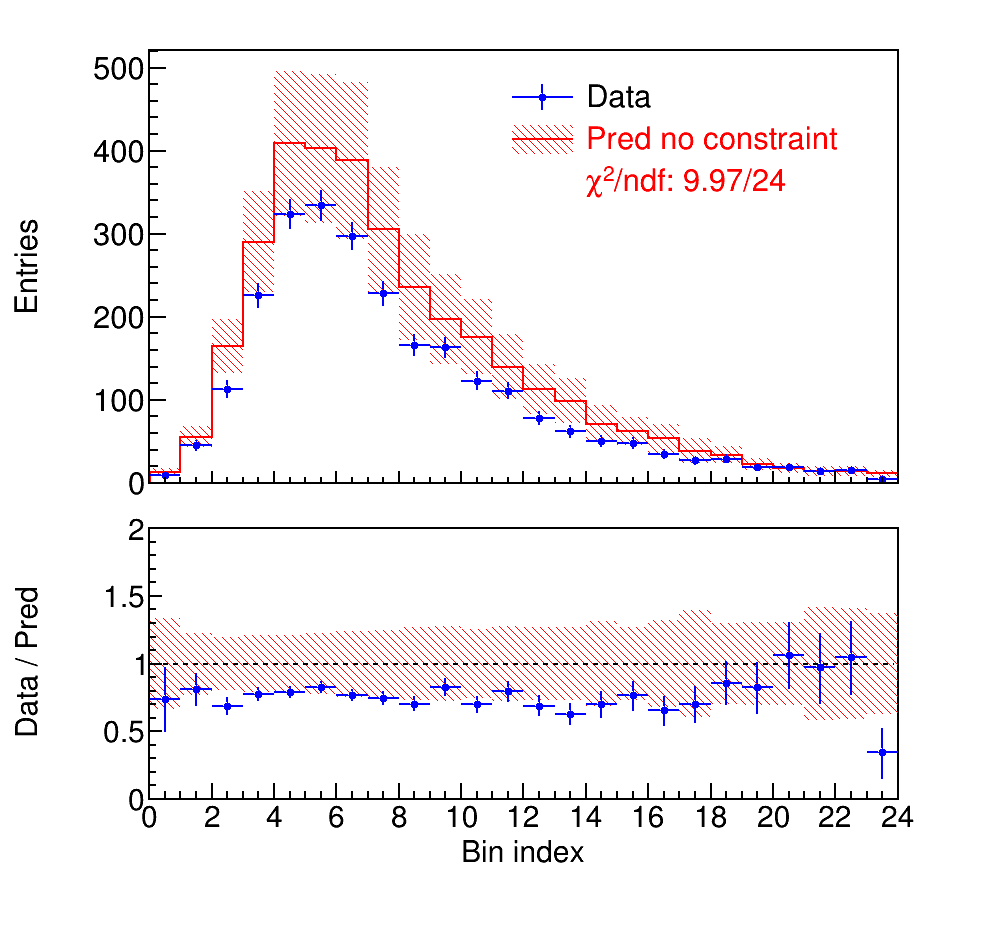 500
400
300
200
100
0
Entries
Data
Pred no constraint
χ²/ndf: 9.97/24
2
1.5
1
0.5
0
Data / Pred
0 2 4 6 8 10 12 14 16 18 20 22 24
Bin index